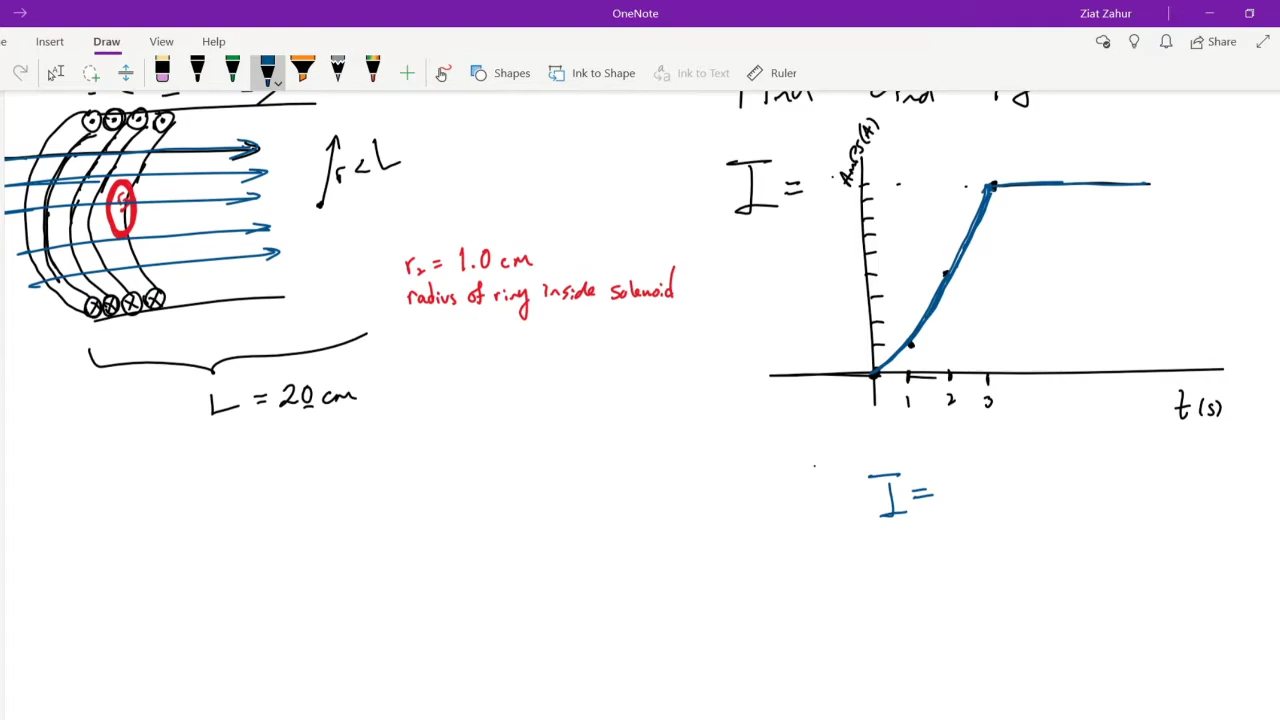 OneNote
Ziat Zahur
Insert Draw View Help
Share
Shapes Ink to Shape Ink to Text Ruler
r < L
r₂ = 1.0 cm
radius of ring inside solenoid
L = 20 cm
I =
Amps(A)
1 2 3
t (s)
I =